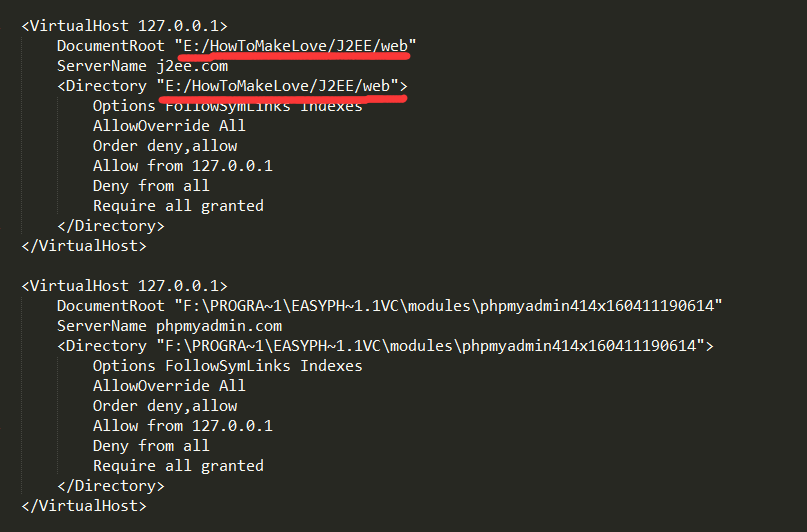 <VirtualHost 127.0.0.1>
DocumentRoot "E:/HowToMakeLove/J2EE/web"
ServerName j2ee.com
<Directory "E:/HowToMakeLove/J2EE/web">
Options FollowSymLinks Indexes
AllowOverride All
Order deny,allow
Allow from 127.0.0.1
Deny from all
Require all granted
</Directory>
</VirtualHost>
<VirtualHost 127.0.0.1>
DocumentRoot "F:\PROGRA~1\EASYPH~1.1VC\modules\phpmyadmin414x160411190614"
ServerName phpmyadmin.com
<Directory "F:\PROGRA~1\EASYPH~1.1VC\modules\phpmyadmin414x160411190614">
Options FollowSymLinks Indexes
AllowOverride All
Order deny,allow
Allow from 127.0.0.1
Deny from all
Require all granted
</Directory>
</VirtualHost>